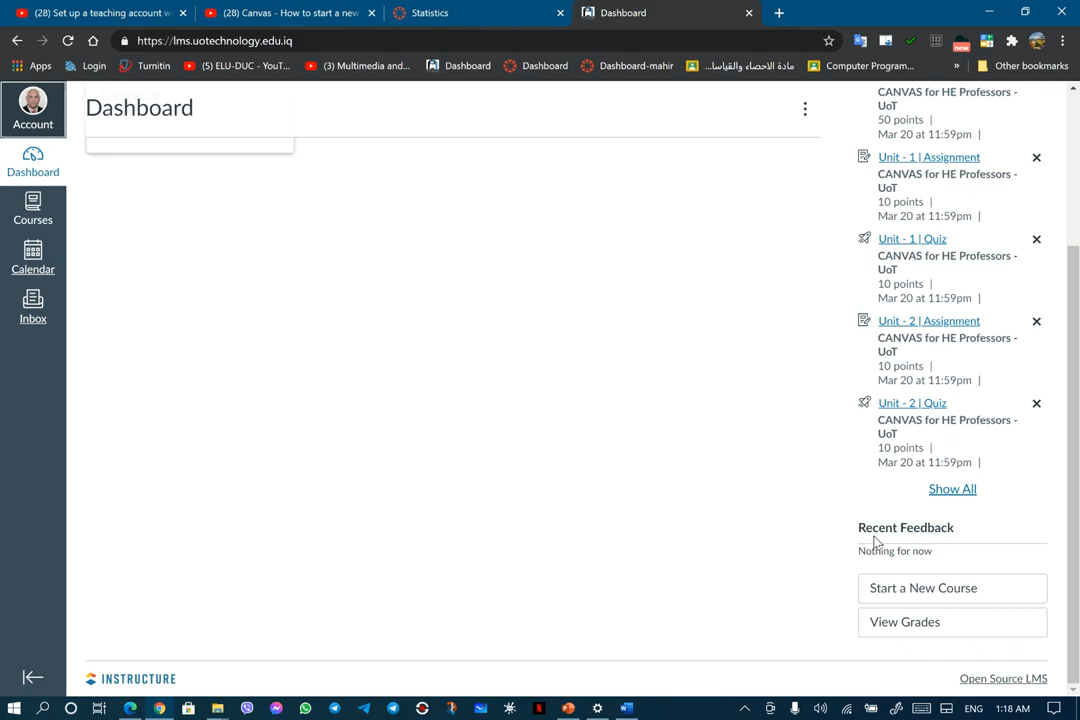 (28) Set up a teaching account w
(28) Canvas - How to start a new
Statistics
Dashboard
https://lms.uotechnology.edu.iq
new
Apps
Login
Turnitin
(5) ELU-DUC - YouT...
(3) Multimedia and...
Dashboard
Dashboard
Dashboard-mahir
مادة الاحصاء والقياسا...
Computer Program...
»
Other bookmarks
Account
Dashboard
Courses
Calendar
Inbox
Dashboard
CANVAS for HE Professors -
UoT
50 points |
Mar 20 at 11:59pm |
Unit - 1 | Assignment
CANVAS for HE Professors -
UoT
10 points |
Mar 20 at 11:59pm |
Unit - 1 | Quiz
CANVAS for HE Professors -
UoT
10 points |
Mar 20 at 11:59pm |
Unit - 2 | Assignment
CANVAS for HE Professors -
UoT
10 points |
Mar 20 at 11:59pm |
Unit - 2 | Quiz
CANVAS for HE Professors -
UoT
10 points |
Mar 20 at 11:59pm |
Show All
Recent Feedback
Nothing for now
Start a New Course
View Grades
INSTRUCTURE
Open Source LMS
ENG
1:18 AM